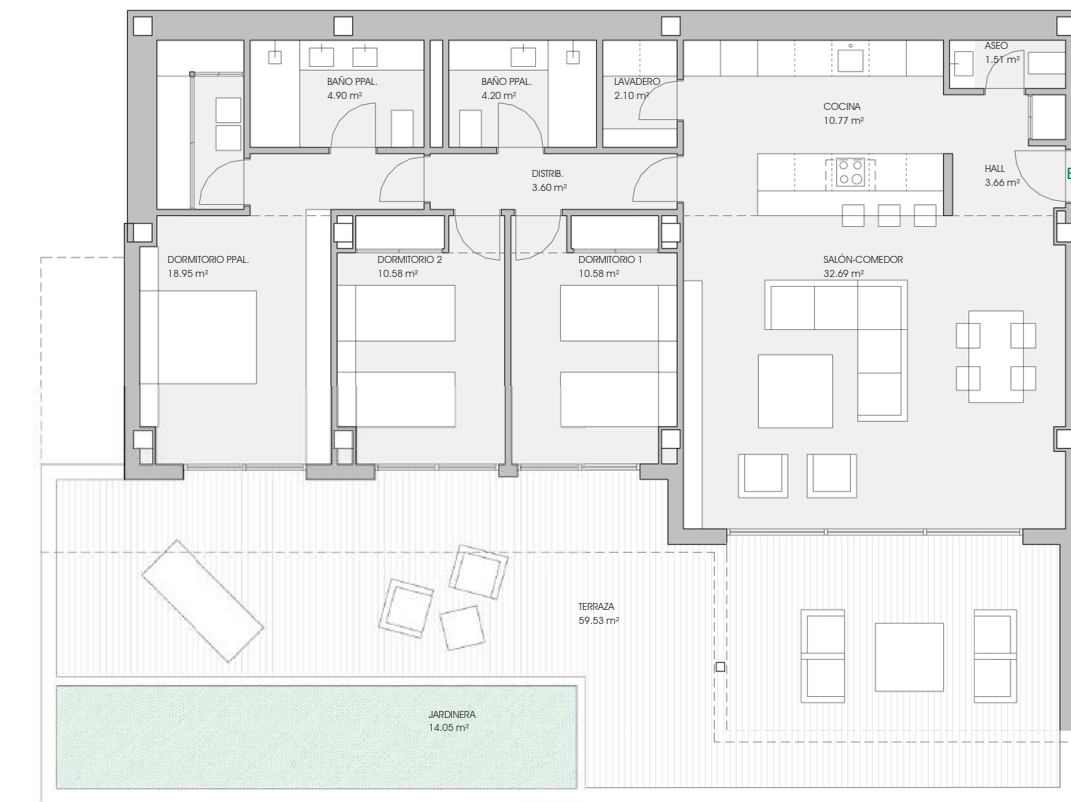 ASEO
1.51 m²
BAÑO PPAL.
4.90 m²
BAÑO PPAL.
4.20 m²
LAVADERO
2.10 m²
COCINA
10.77 m²
DISTRIB.
3.60 m²
HALL
3.66 m²
E
DORMITORIO PPAL.
18.95 m²
DORMITORIO 2
10.58 m²
DORMITORIO 1
10.58 m²
SALÓN-COMEDOR
32.69 m²
TERRAZA
59.53 m²
JARDINERA
14.05 m²